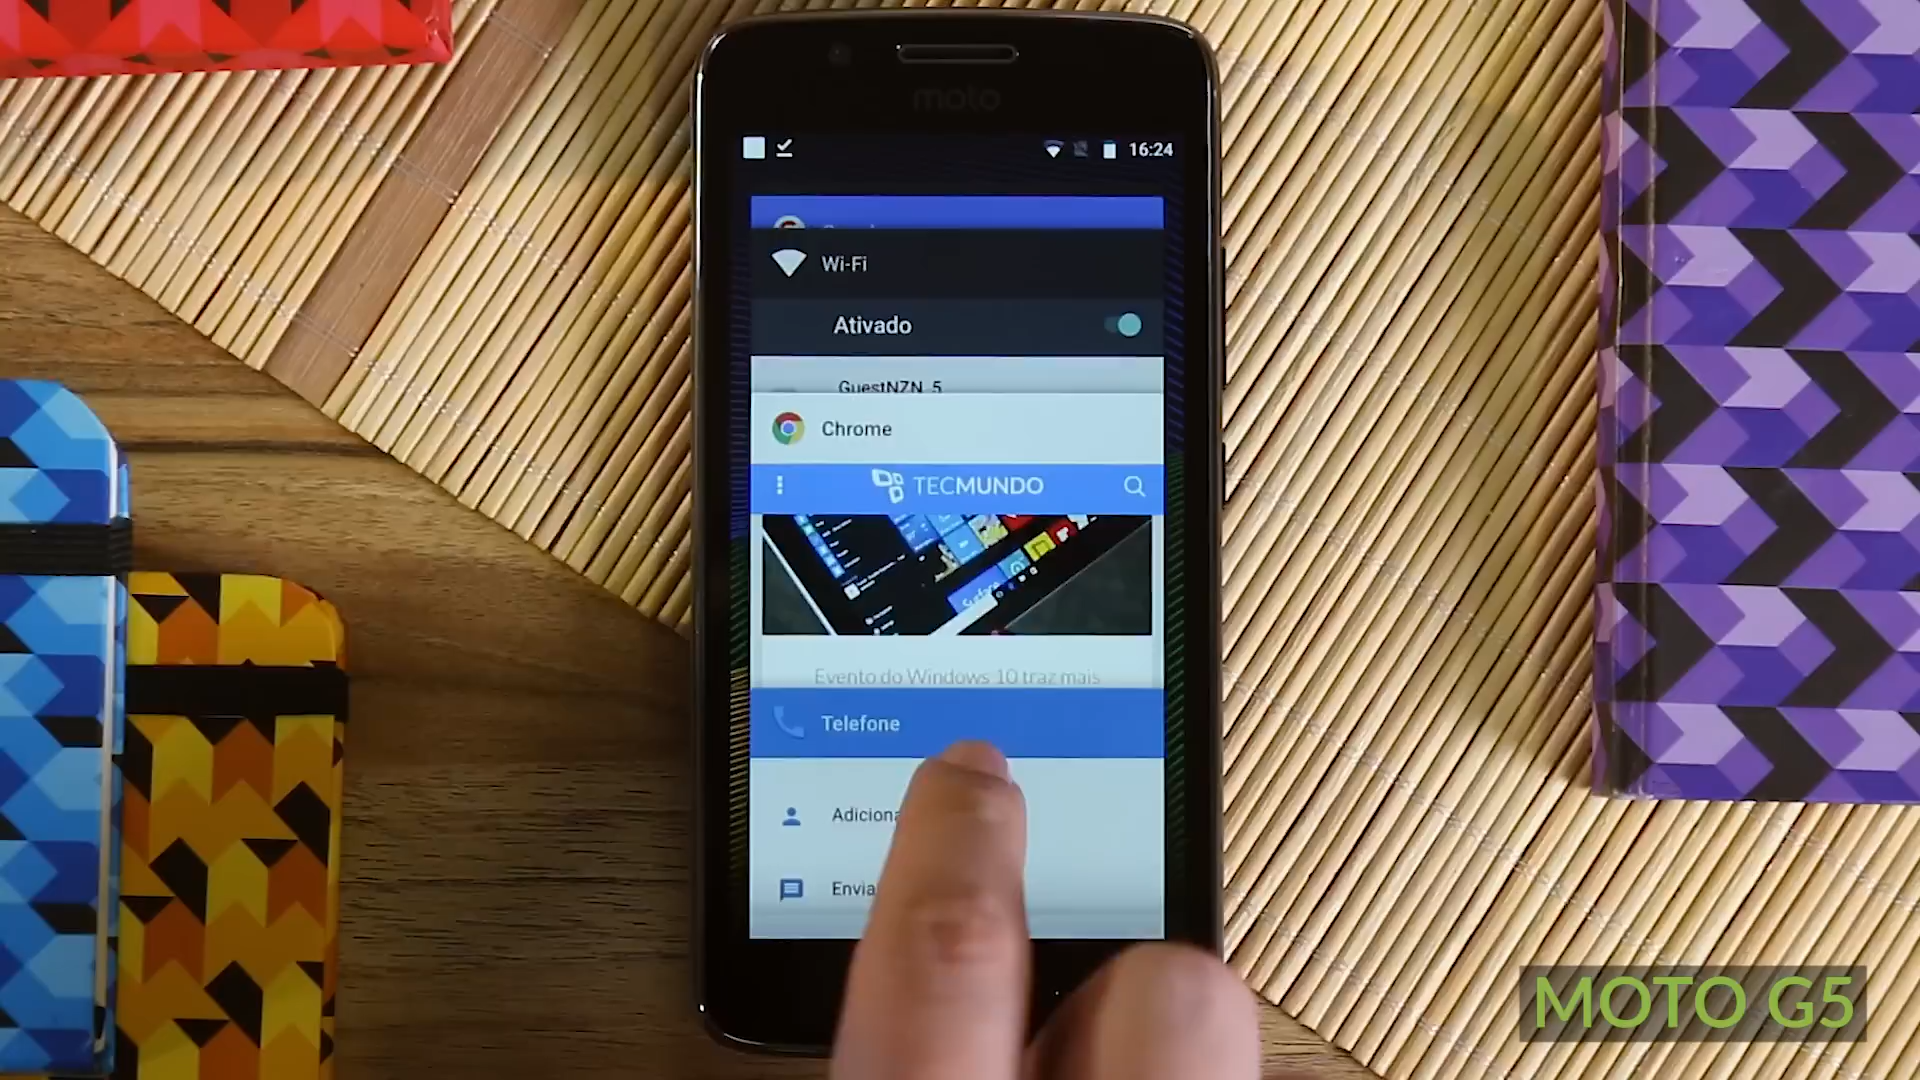 moto
16:24
Wi-Fi
Ativado
GuestNZN_5
Chrome
TECMUNDO
Evento do Windows 10 traz mais
Telefone
Adiciona
Envia
MOTO G5